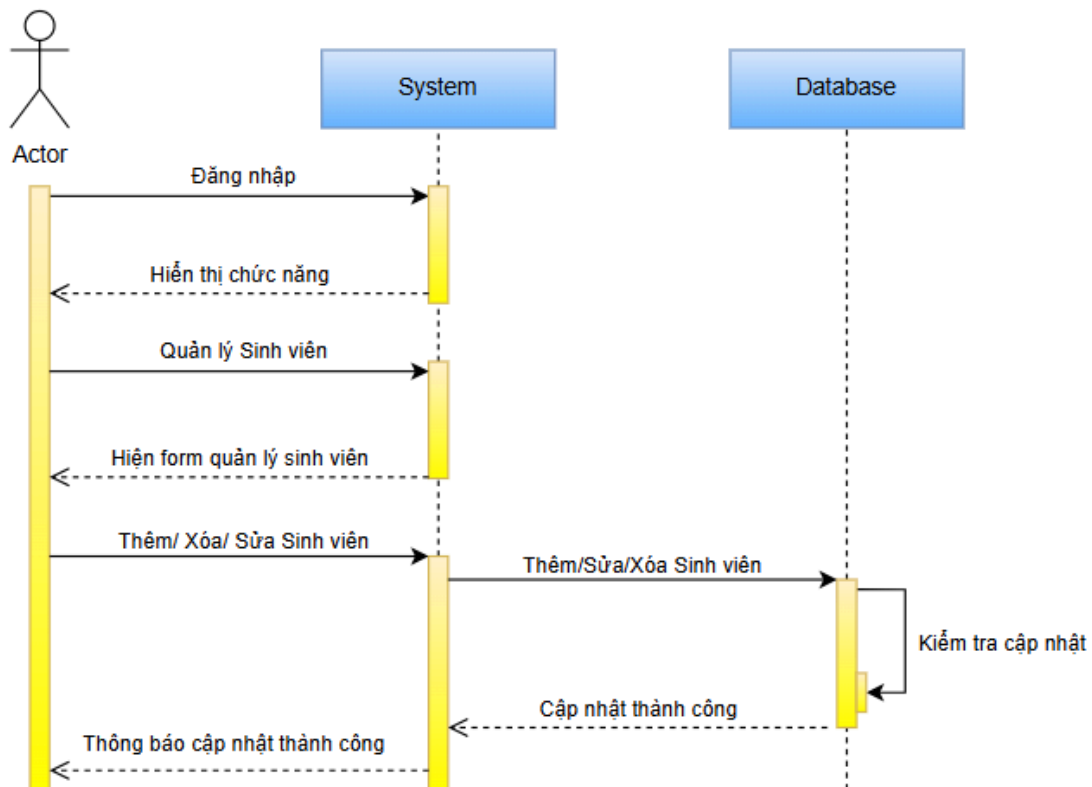 System
Database
Actor
Đăng nhập
Hiển thị chức năng
Quản lý Sinh viên
Hiện form quản lý sinh viên
Thêm/ Xóa/ Sửa Sinh viên
Thêm/Sửa/Xóa Sinh viên
Kiểm tra cập nhật
Cập nhật thành công
Thông báo cập nhật thành công